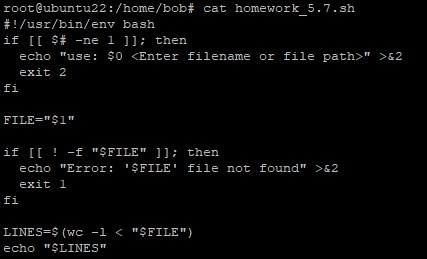 root@ubuntu22:/home/bob# cat homework_5.7.sh
#!/usr/bin/env bash
if [[ $# -ne 1 ]]; then
  echo "use: $0 <Enter filename or file path>" >&2
  exit 2
fi

FILE="$1"

if [[ ! -f "$FILE" ]]; then
  echo "Error: '$FILE' file not found" >&2
  exit 1
fi

LINES=$(wc -l < "$FILE")
echo "$LINES"